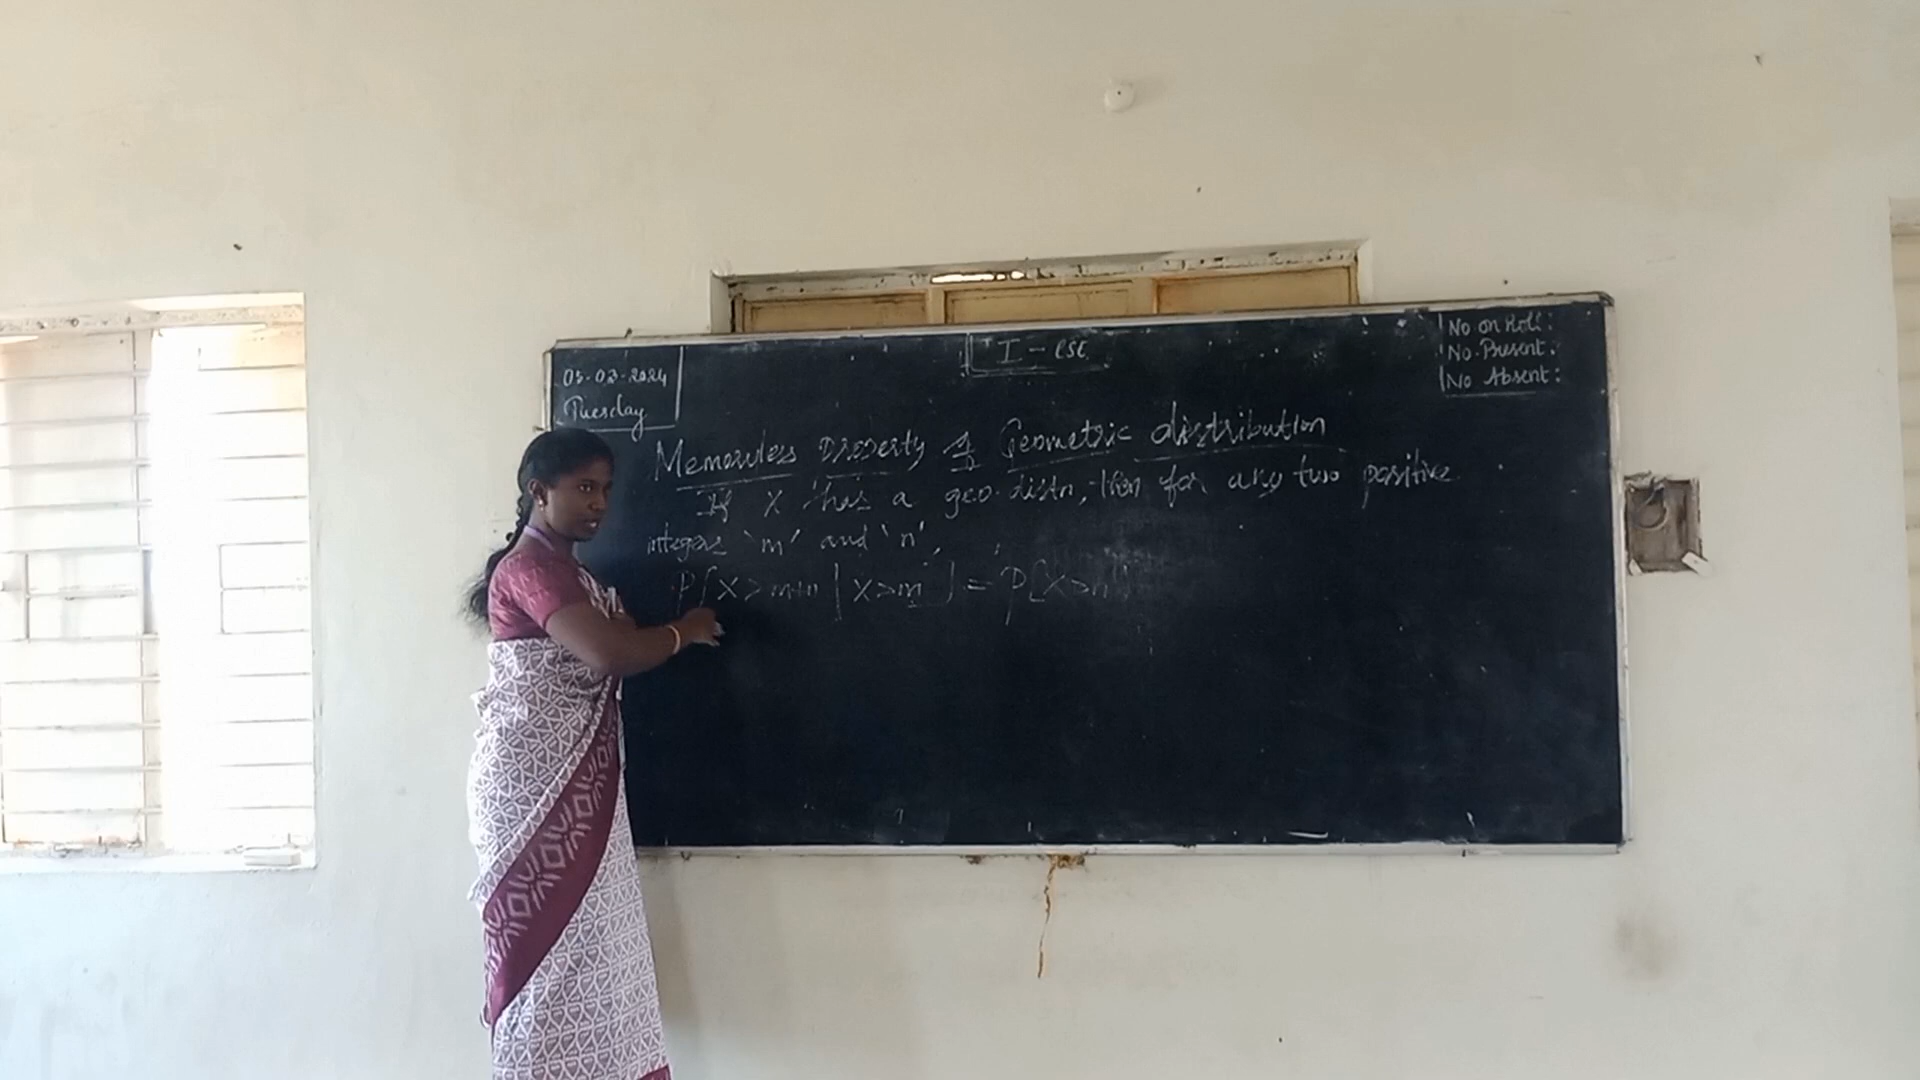 05-03-2024
Tuesday
I - CSE
No on Roll:
No. Present:
No Absent:
Memoryless property of Geometric distribution
If X has a geo. distn, then for any two positive
integers 'm' and 'n',
P[X>m+n | X>m] = P[X>n]